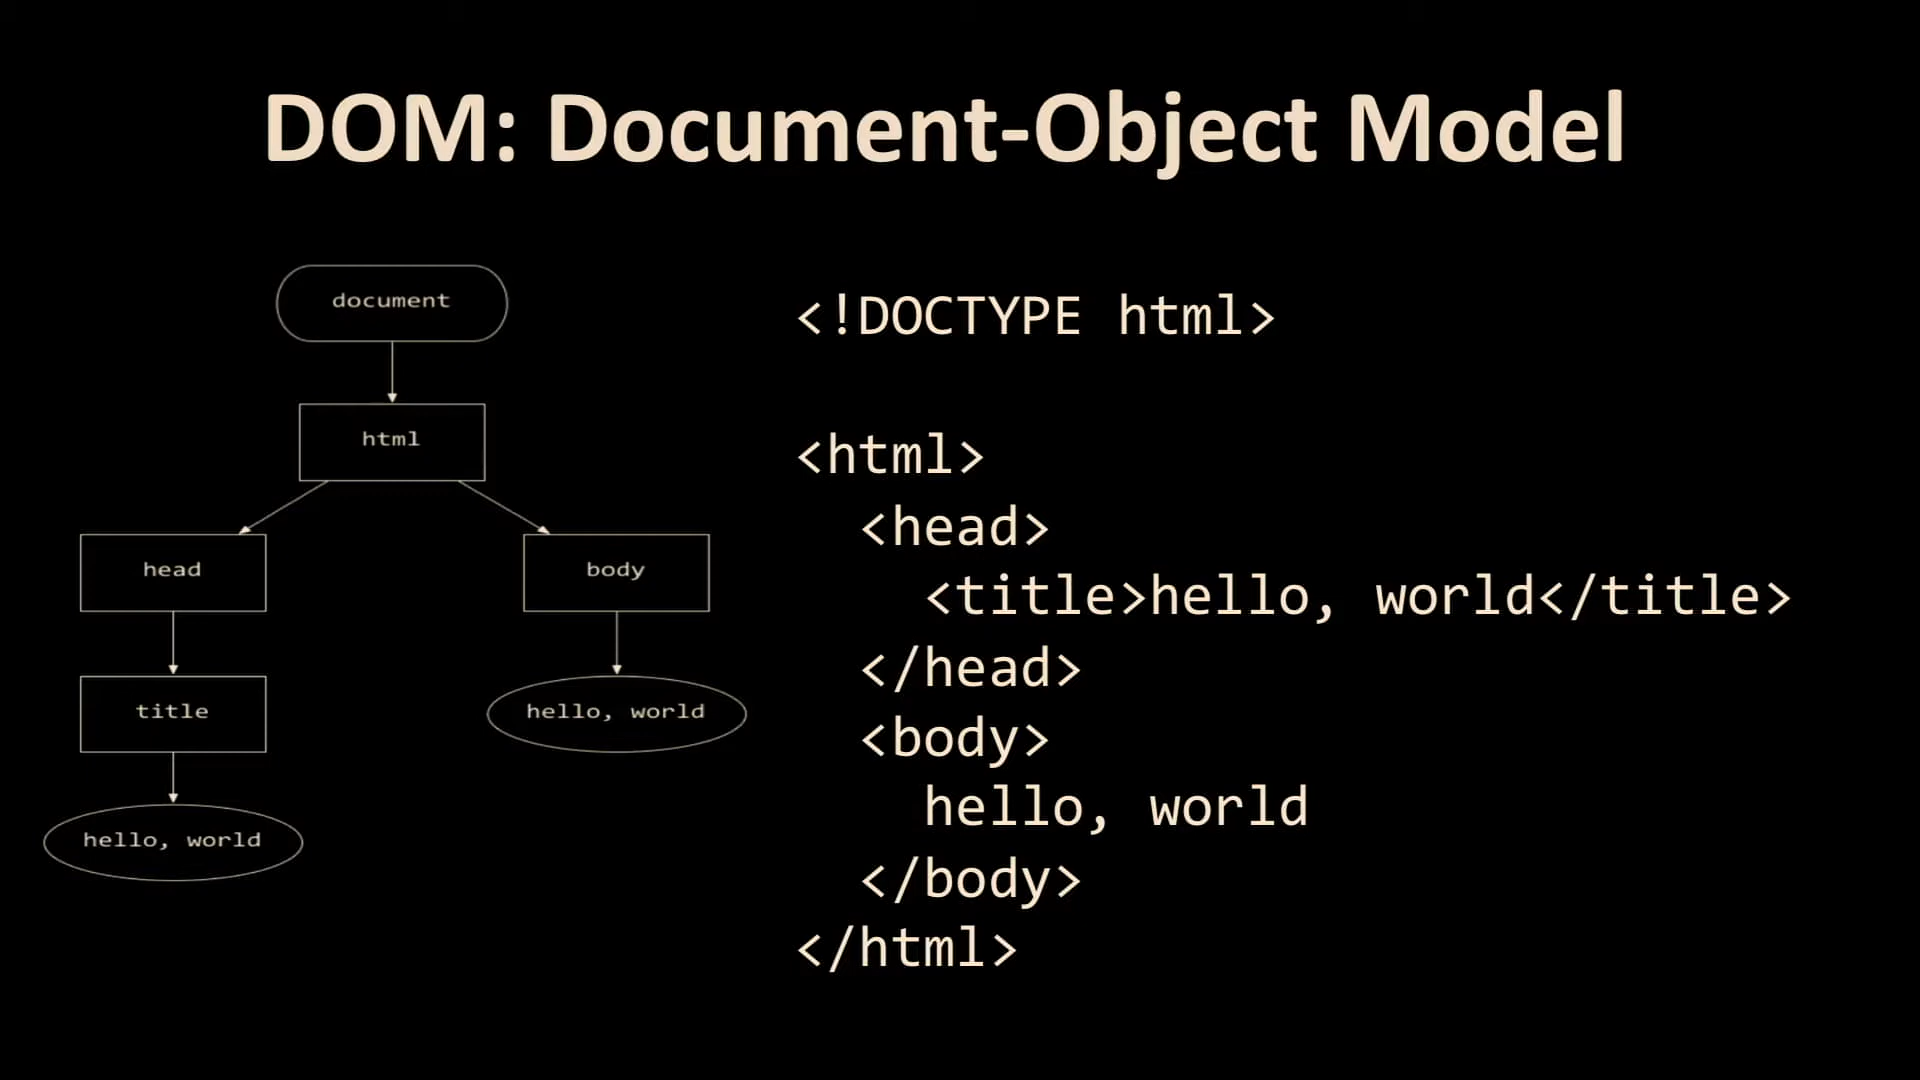 DOM: Document-Object Model
document
html
head
body
title
hello, world
hello, world
<!DOCTYPE html>
<html>
<head>
<title>hello, world</title>
</head>
<body>
hello, world
</body>
</html>